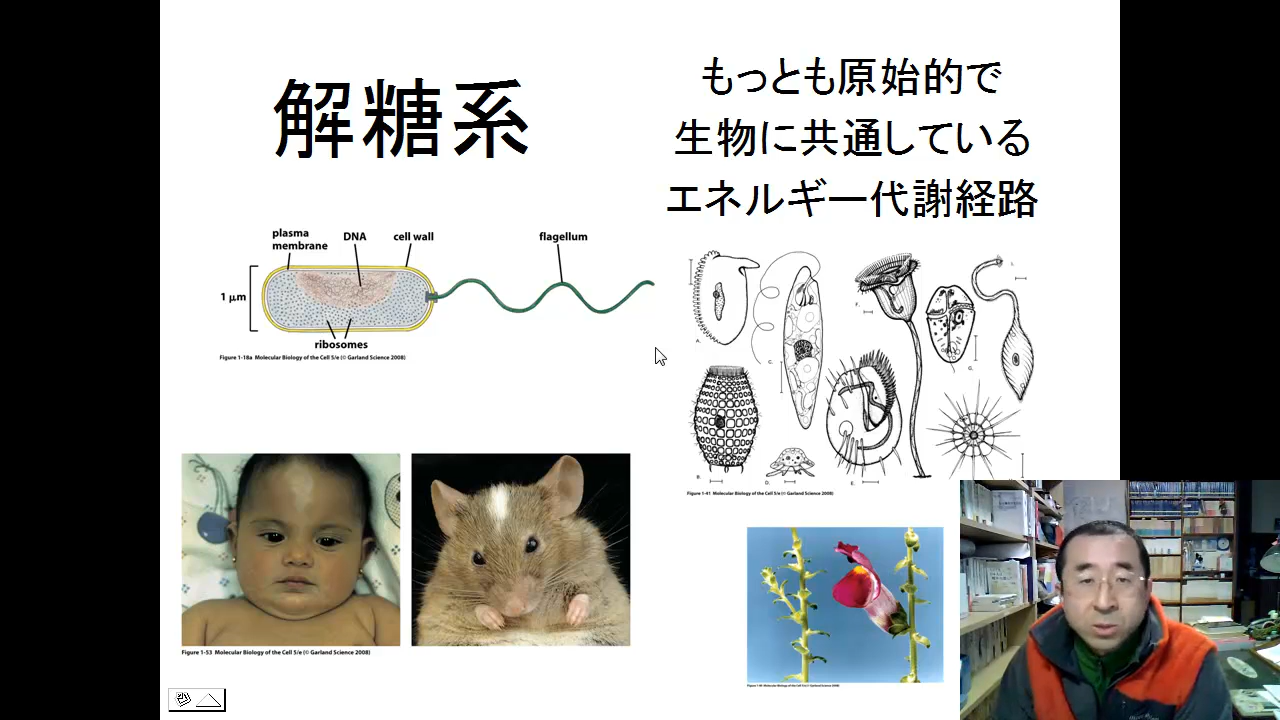 解糖系
もっとも原始的で
生物に共通している
エネルギー代謝経路
plasma
membrane
DNA
cell wall
flagellum
1 μm
ribosomes
Figure 1-18a Molecular Biology of the Cell 5/e (© Garland Science 2008)
A.
B.
C.
D.
E.
F.
G.
I.
Figure 1-41 Molecular Biology of the Cell 5/e (© Garland Science 2008)
Figure 1-53 Molecular Biology of the Cell 5/e (© Garland Science 2008)